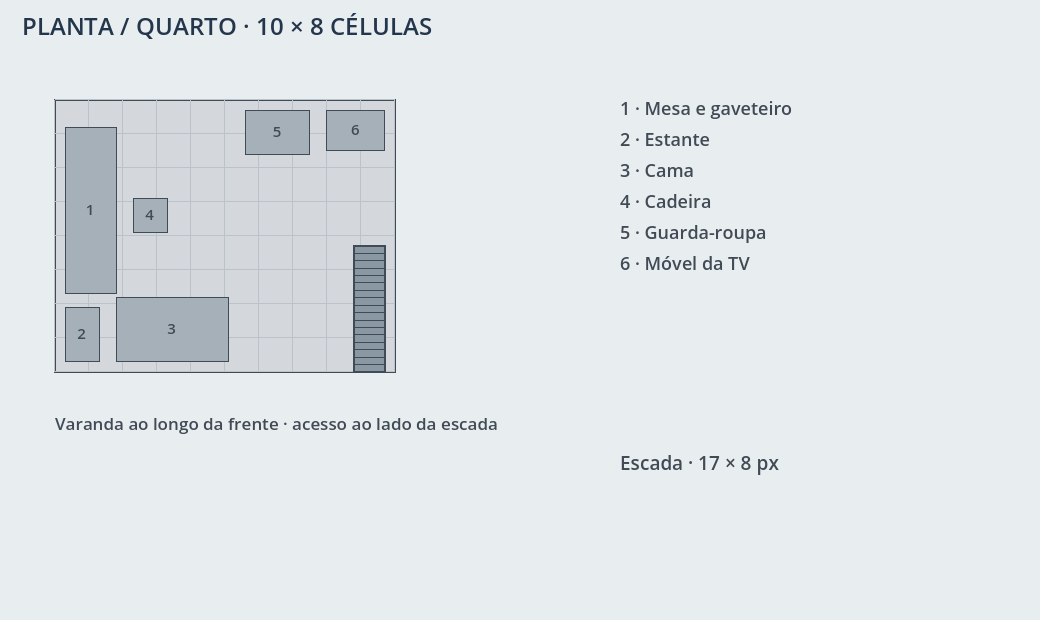 PLANTA / QUARTO · 10 × 8 CÉLULAS
5
6
1
4
3
2
1 · Mesa e gaveteiro
2 · Estante
3 · Cama
4 · Cadeira
5 · Guarda-roupa
6 · Móvel da TV
Varanda ao longo da frente · acesso ao lado da escada
Escada · 17 × 8 px